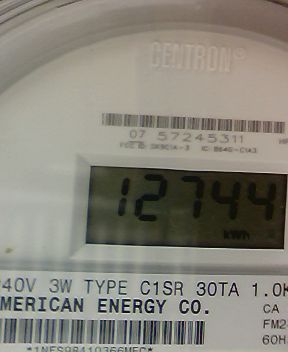 CENTRON®
07 57245311
12744
kWh
40V 3W TYPE C1SR 30TA 1.0K
MERICAN ENERGY CO.
CA
FM2
60H